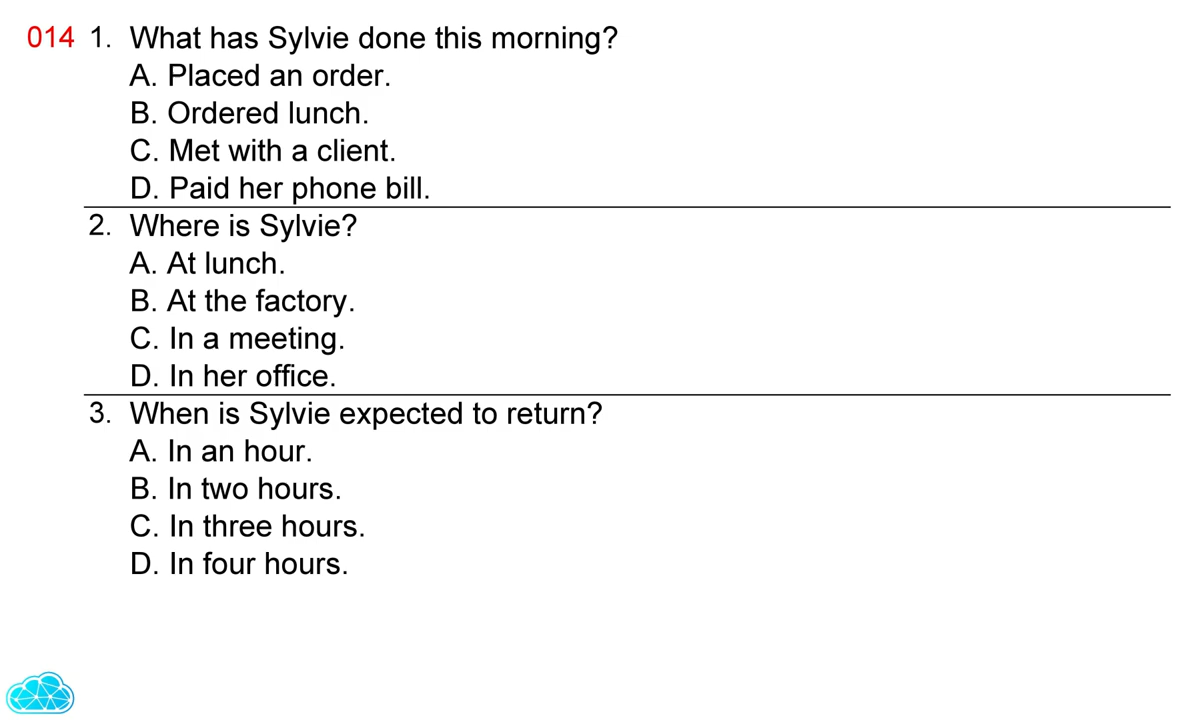 014 1. What has Sylvie done this morning?
A. Placed an order.
B. Ordered lunch.
C. Met with a client.
D. Paid her phone bill.
2. Where is Sylvie?
A. At lunch.
B. At the factory.
C. In a meeting.
D. In her office.
3. When is Sylvie expected to return?
A. In an hour.
B. In two hours.
C. In three hours.
D. In four hours.